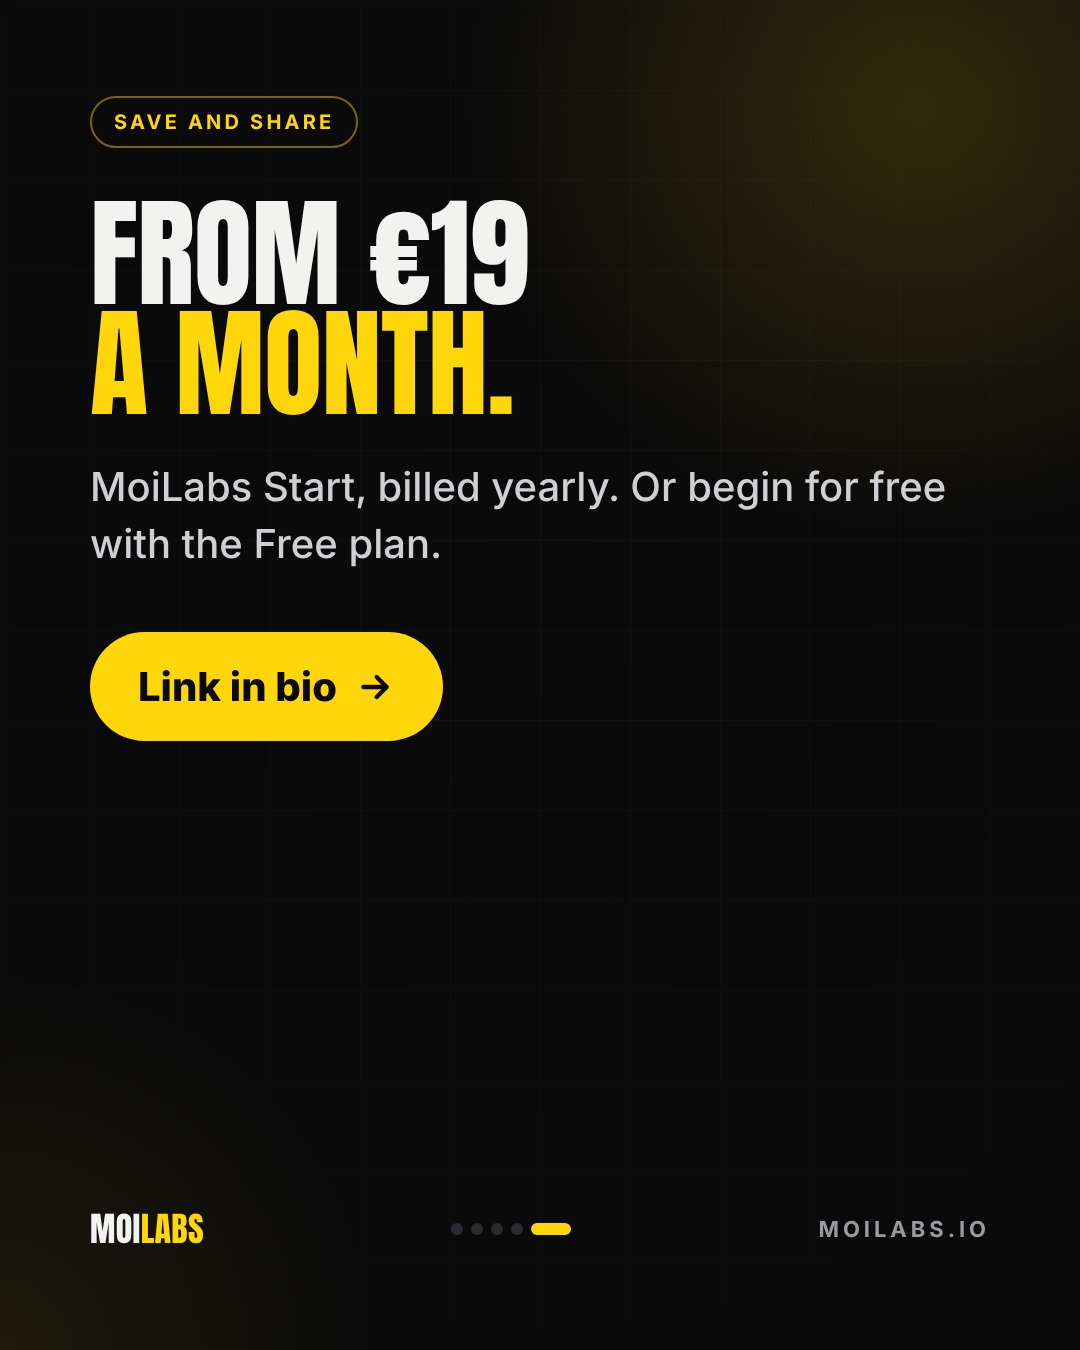 SAVE AND SHARE
FROM €19
A MONTH.
MoiLabs Start, billed yearly. Or begin for free
with the Free plan.
Link in bio →
MOILABS
MOILABS.IO